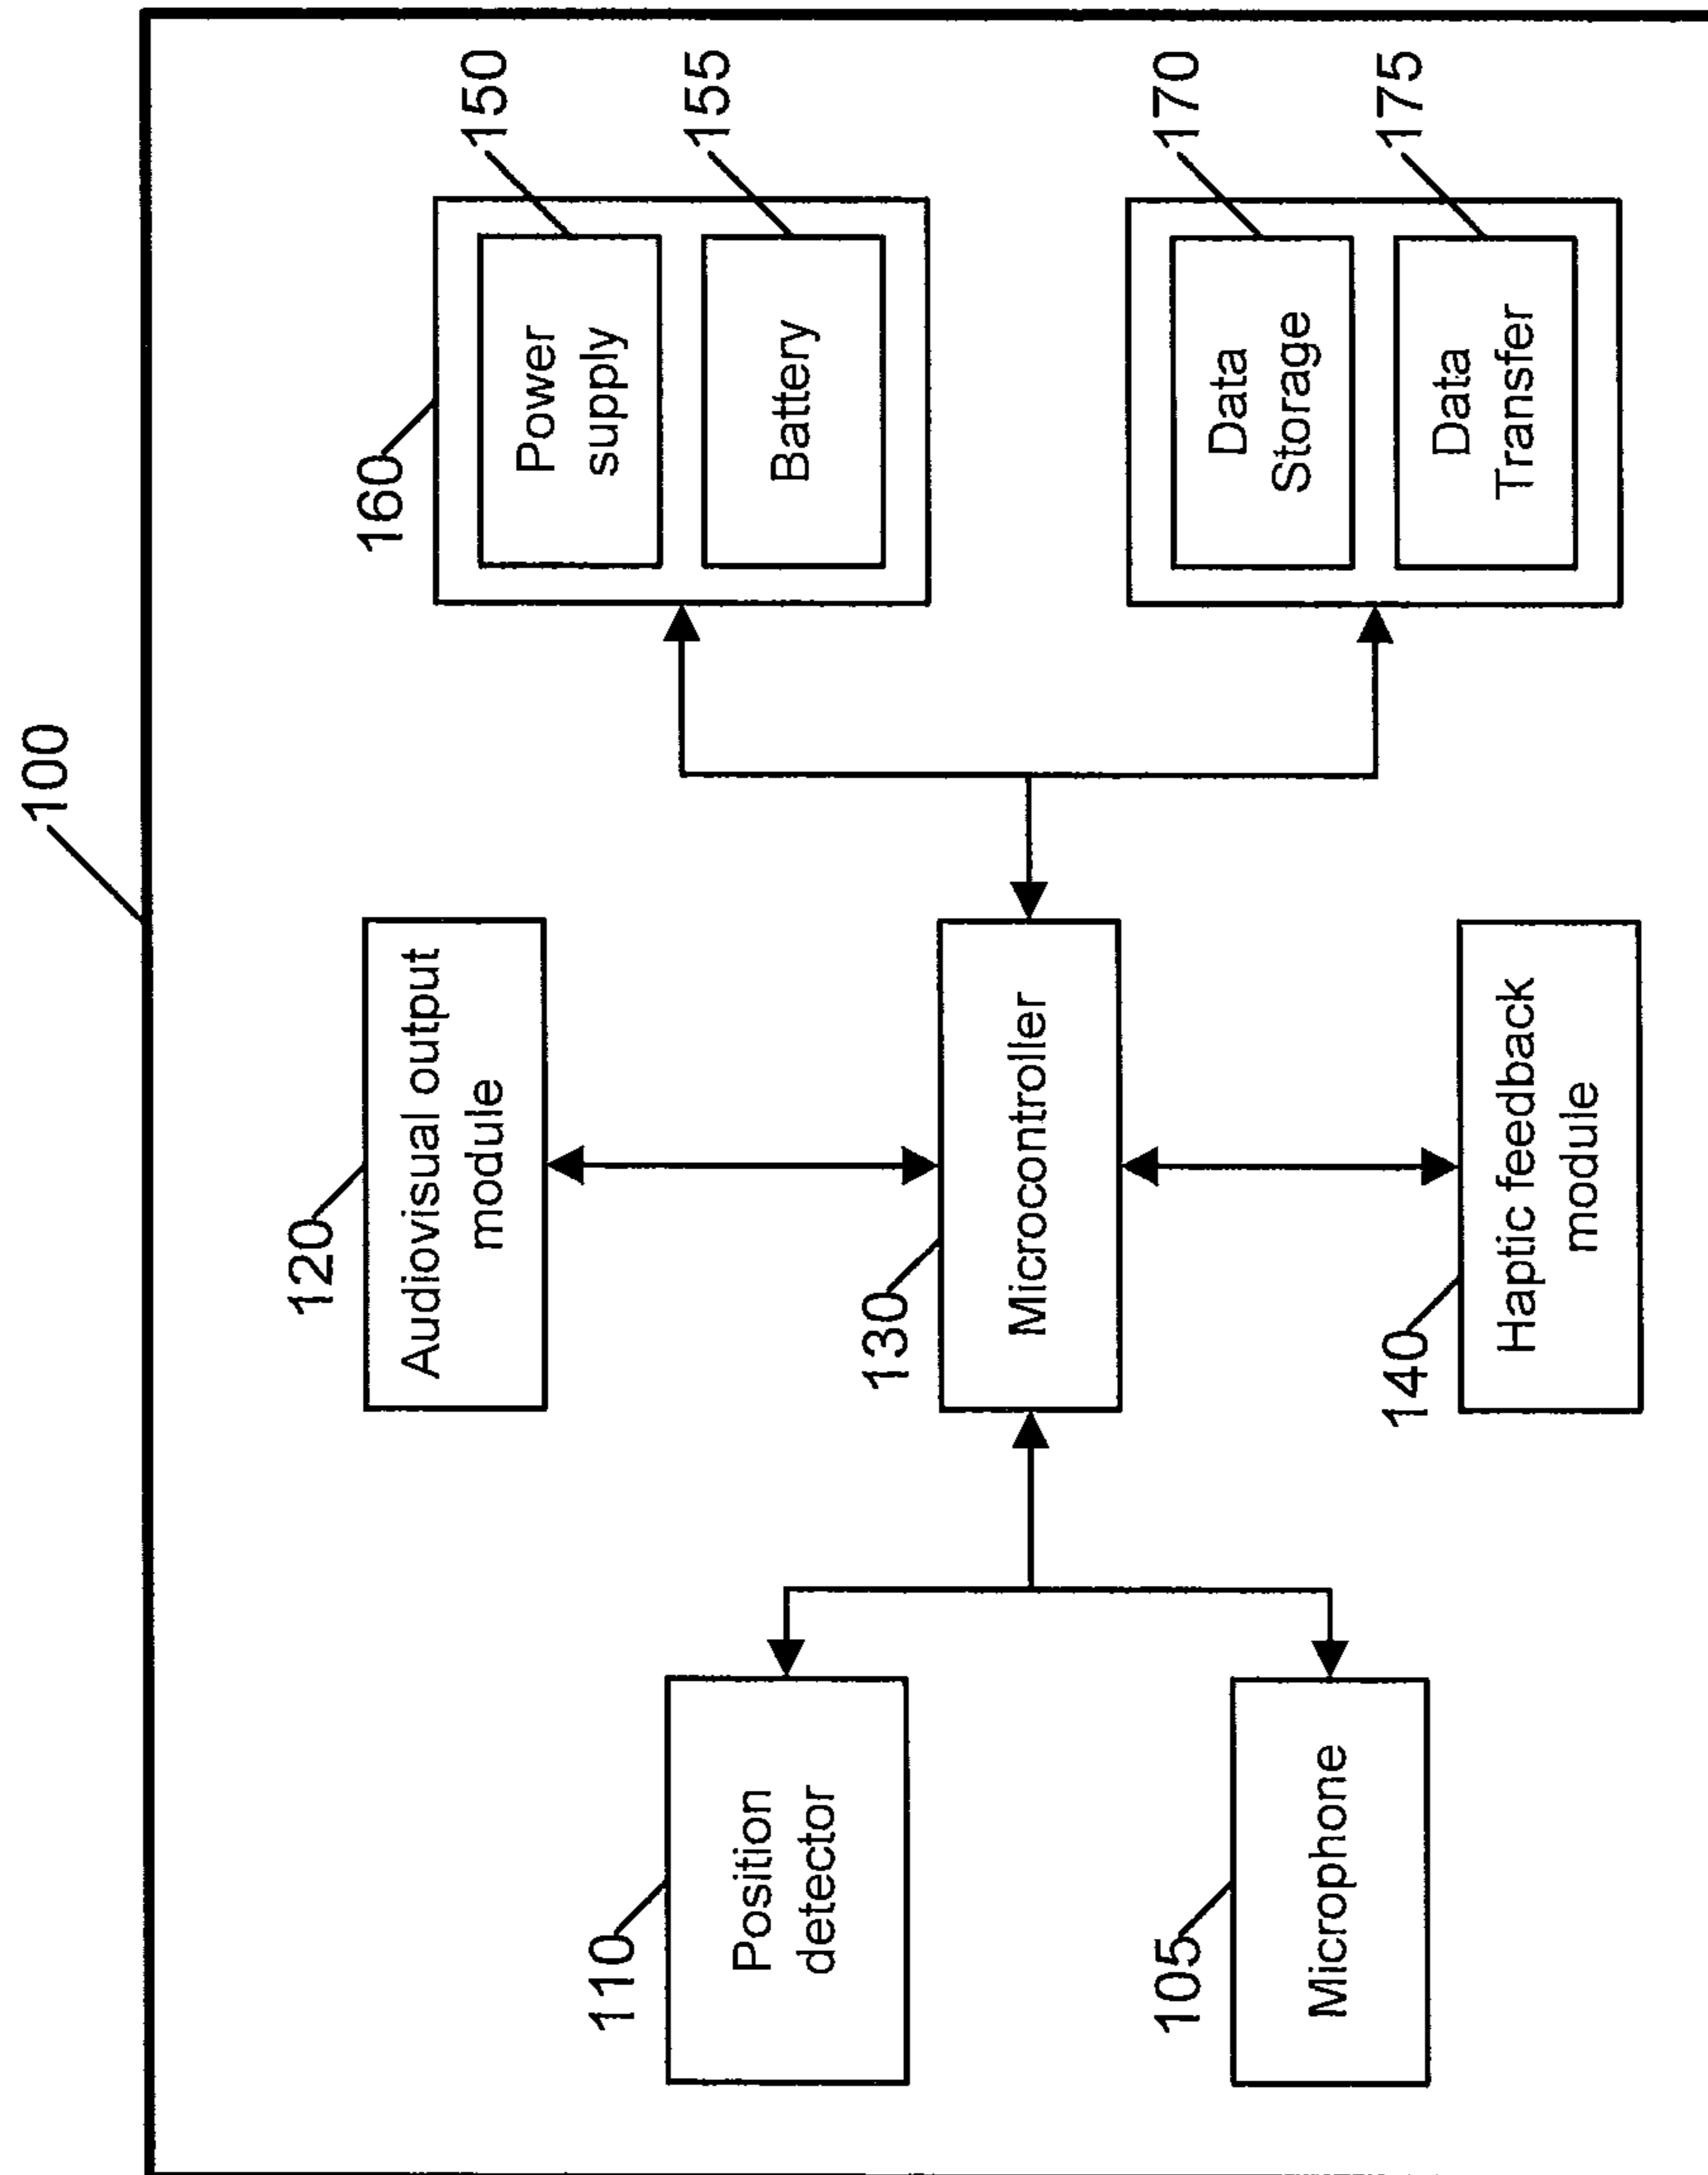 100
120
Audiovisual output
module
160
150
Power
supply
155
Battery
110
Position
detector
130
Microcontroller
170
Data
Storage
175
Data
Transfer
105
Microphone
140
Haptic feedback
module